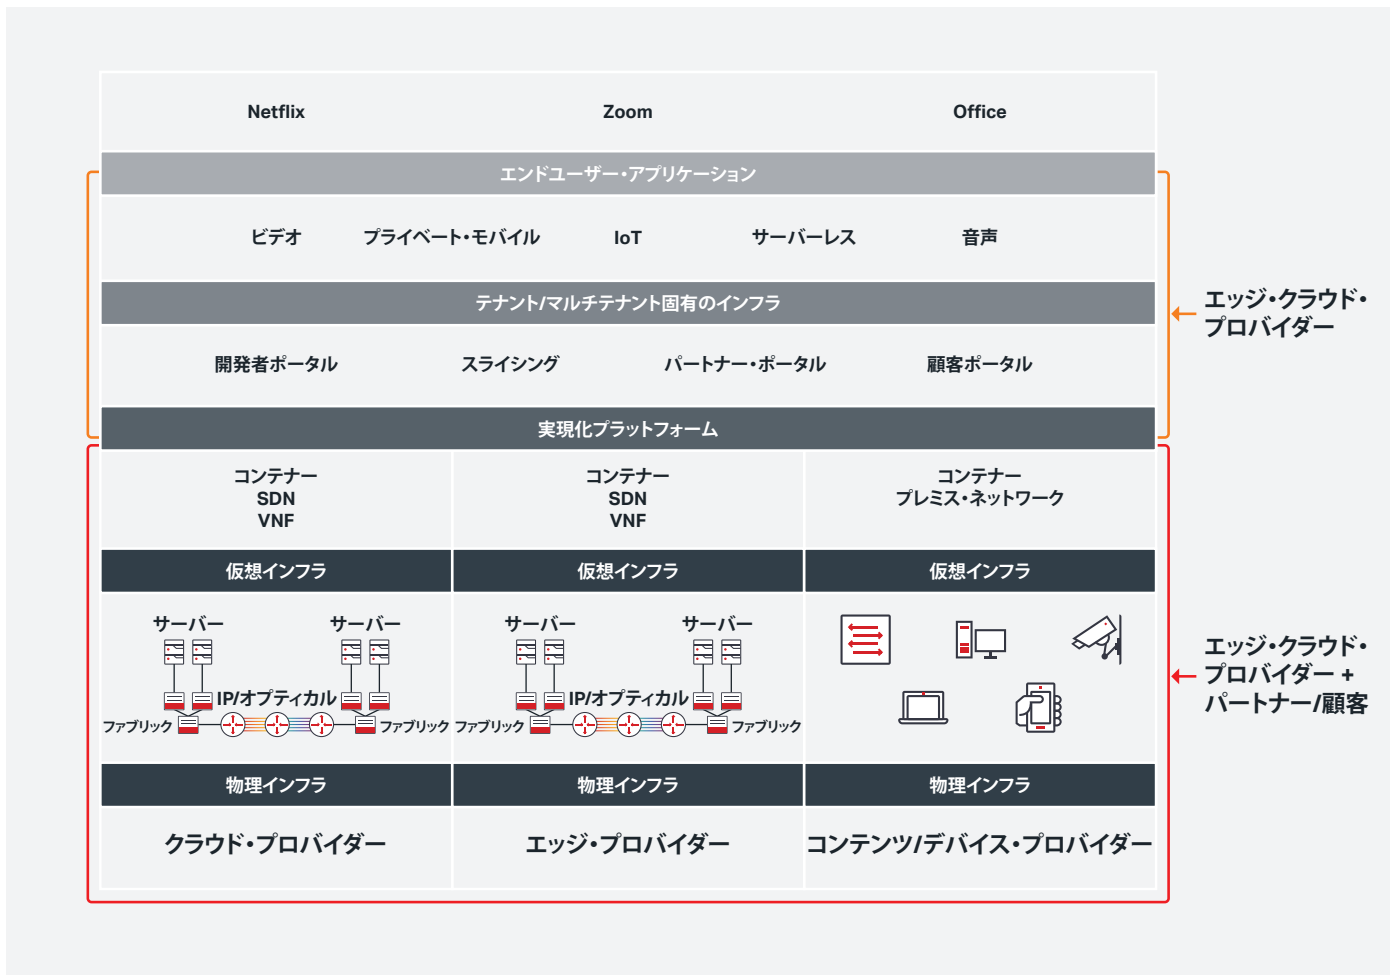 Netflix
Zoom
Office
エンドユーザー・アプリケーション
ビデオ
プライベート・モバイル
IoT
サーバーレス
音声
テナント/マルチテナント固有のインフラ
開発者ポータル
スライシング
パートナー・ポータル
顧客ポータル
実現化プラットフォーム
エッジ・クラウド・
プロバイダー
コンテナー
SDN
VNF
コンテナー
SDN
VNF
コンテナー
プレミス・ネットワーク
仮想インフラ
仮想インフラ
仮想インフラ
サーバー
サーバー
IP/オプティカル
ファブリック
ファブリック
サーバー
サーバー
IP/オプティカル
ファブリック
ファブリック
エッジ・クラウド・
プロバイダー +
パートナー/顧客
物理インフラ
物理インフラ
物理インフラ
クラウド・プロバイダー
エッジ・プロバイダー
コンテンツ/デバイス・プロバイダー